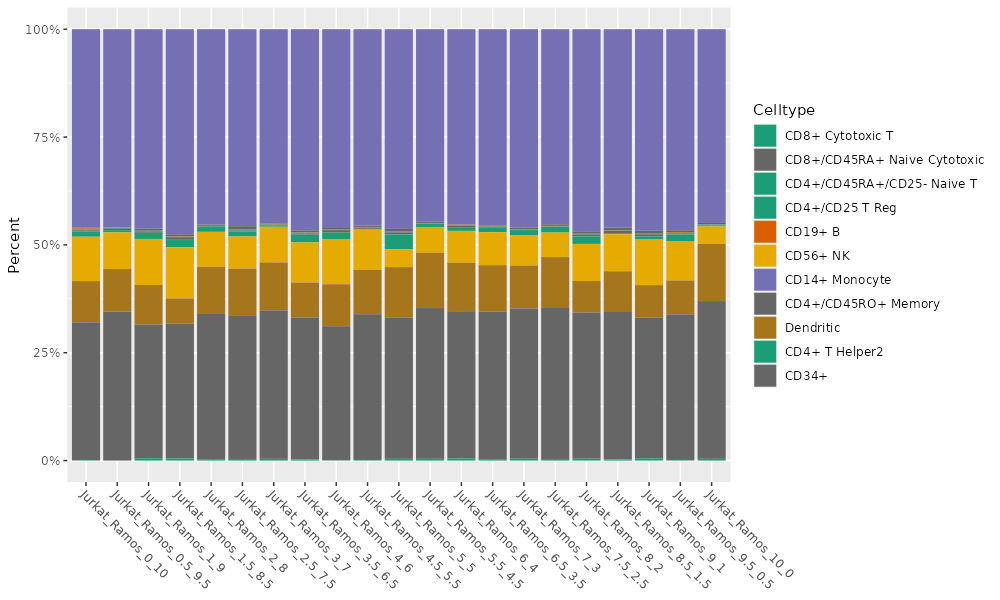 100%
75%
50%
25%
0%
Percent
Jurkat_Ramos_0_10
Jurkat_Ramos_0.5_9.5
Jurkat_Ramos_1_9
Jurkat_Ramos_1.5_8.5
Jurkat_Ramos_2_8
Jurkat_Ramos_2.5_7.5
Jurkat_Ramos_3_7
Jurkat_Ramos_3.5_6.5
Jurkat_Ramos_4_6
Jurkat_Ramos_4.5_5.5
Jurkat_Ramos_5_5
Jurkat_Ramos_5.5_4.5
Jurkat_Ramos_6_4
Jurkat_Ramos_6.5_3.5
Jurkat_Ramos_7_3
Jurkat_Ramos_7.5_2.5
Jurkat_Ramos_8_2
Jurkat_Ramos_8.5_1.5
Jurkat_Ramos_9_1
Jurkat_Ramos_9.5_0.5
Jurkat_Ramos_10_0
Celltype
CD8+ Cytotoxic T
CD8+/CD45RA+ Naive Cytotoxic
CD4+/CD45RA+/CD25- Naive T
CD4+/CD25 T Reg
CD19+ B
CD56+ NK
CD14+ Monocyte
CD4+/CD45RO+ Memory
Dendritic
CD4+ T Helper2
CD34+